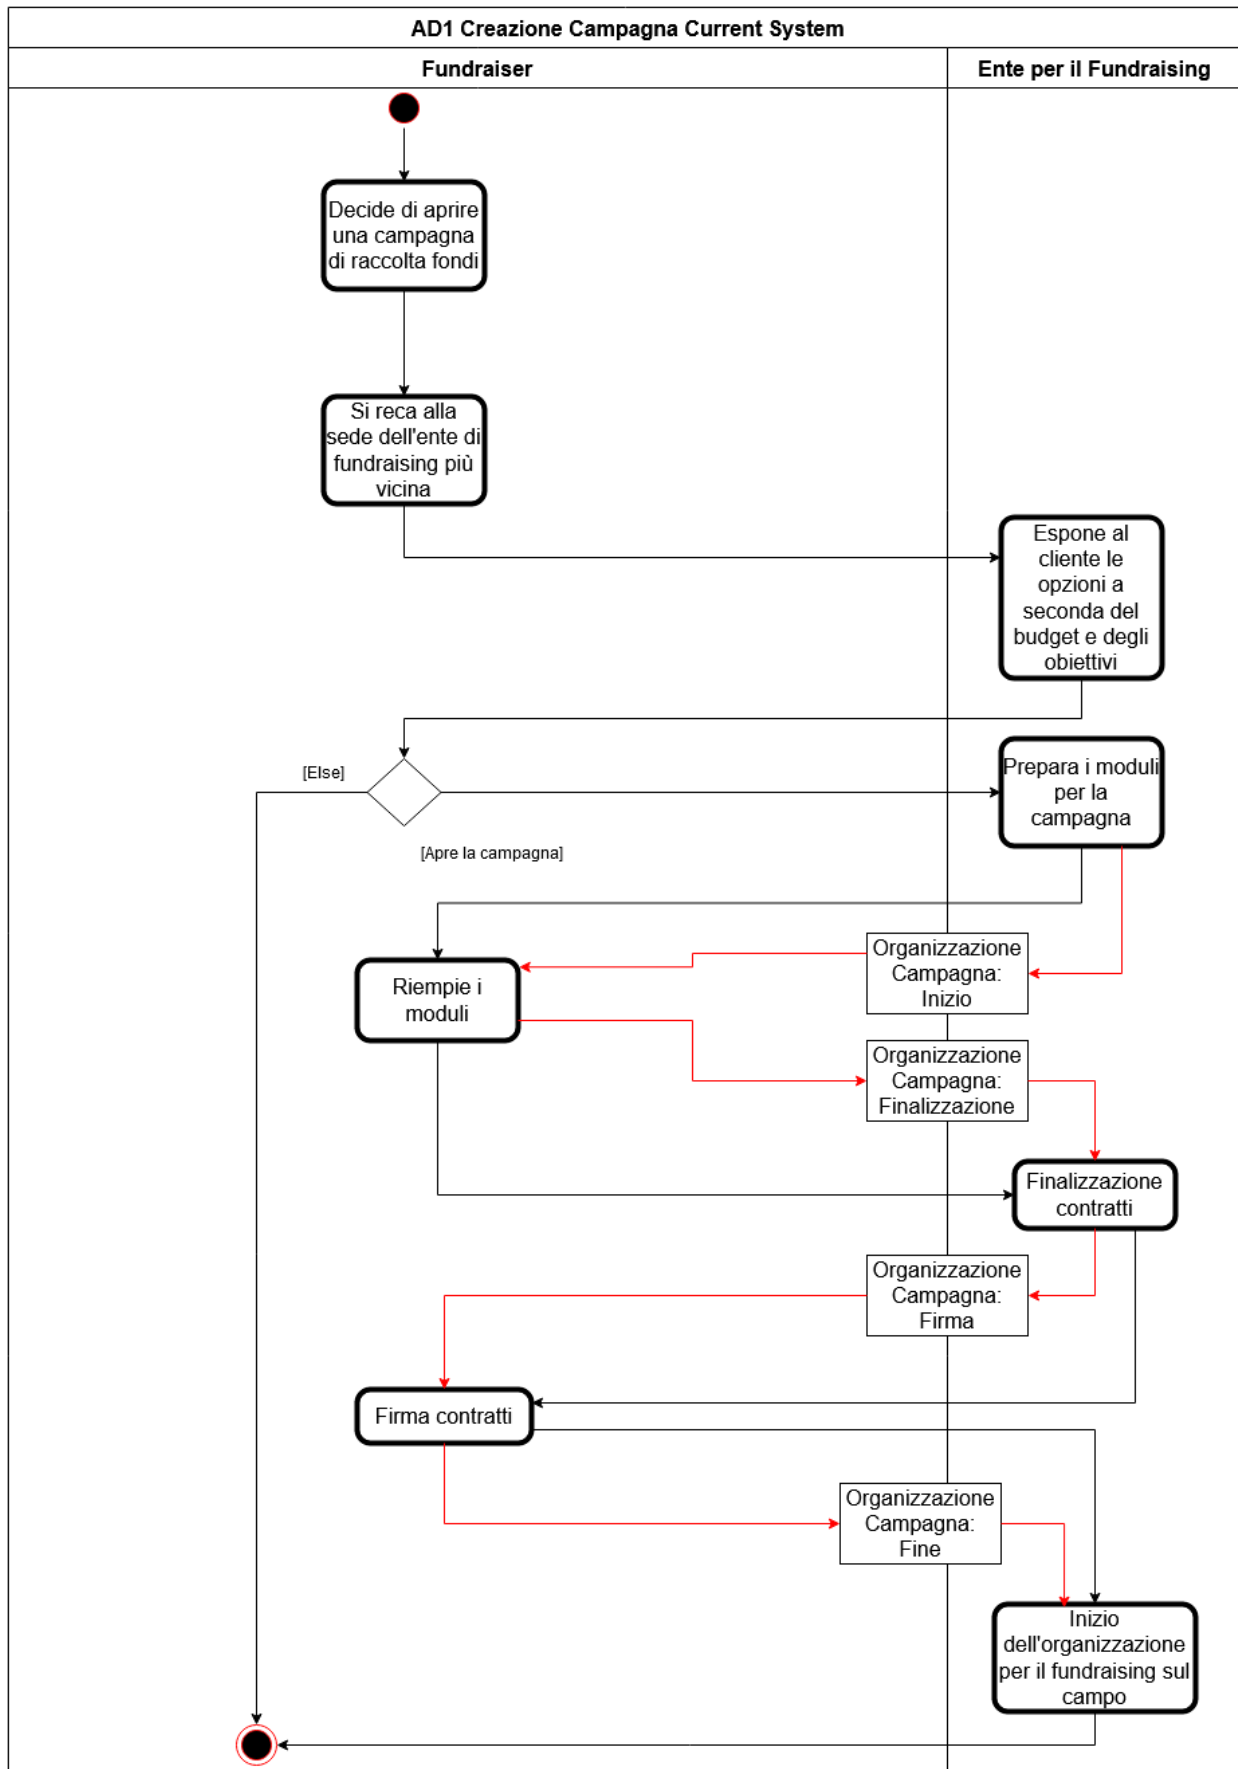 AD1 Creazione Campagna Current System
Fundraiser
Ente per il Fundraising
Decide di aprire
una campagna
di raccolta fondi
Si reca alla
sede dell'ente di
fundraising più
vicina
Espone al
cliente le
opzioni a
seconda del
budget e degli
obiettivi
[Else]
Prepara i moduli
per la
campagna
[Apre la campagna]
Organizzazione
Campagna:
Inizio
Riempie i
moduli
Organizzazione
Campagna:
Finalizzazione
Finalizzazione
contratti
Organizzazione
Campagna:
Firma
Firma contratti
Organizzazione
Campagna:
Fine
Inizio
dell'organizzazione
per il fundraising sul
campo